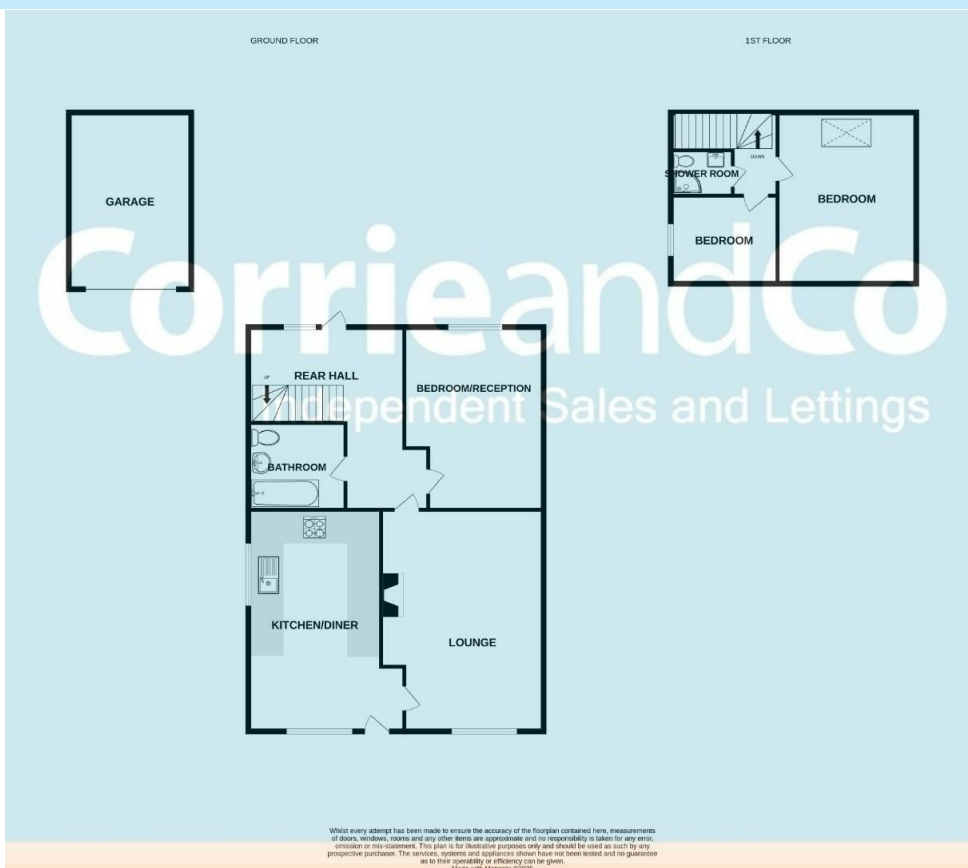 GROUND FLOOR
1ST FLOOR
GARAGE
DOWN
SHOWER ROOM
BEDROOM
BEDROOM
CorrieandCo
Independent Sales and Lettings
UP
REAR HALL
BEDROOM/RECEPTION
BATHROOM
KITCHEN/DINER
LOUNGE
Whilst every attempt has been made to ensure the accuracy of the floorplan contained here, measurements
of doors, windows, rooms and any other items are approximate and no responsibility is taken for any error,
omission or mis-statement. This plan is for illustrative purposes only and should be used as such by any
prospective purchaser. The services, systems and appliances shown have not been tested and no guarantee
as to their operability or efficiency can be given.
Made with Metropix